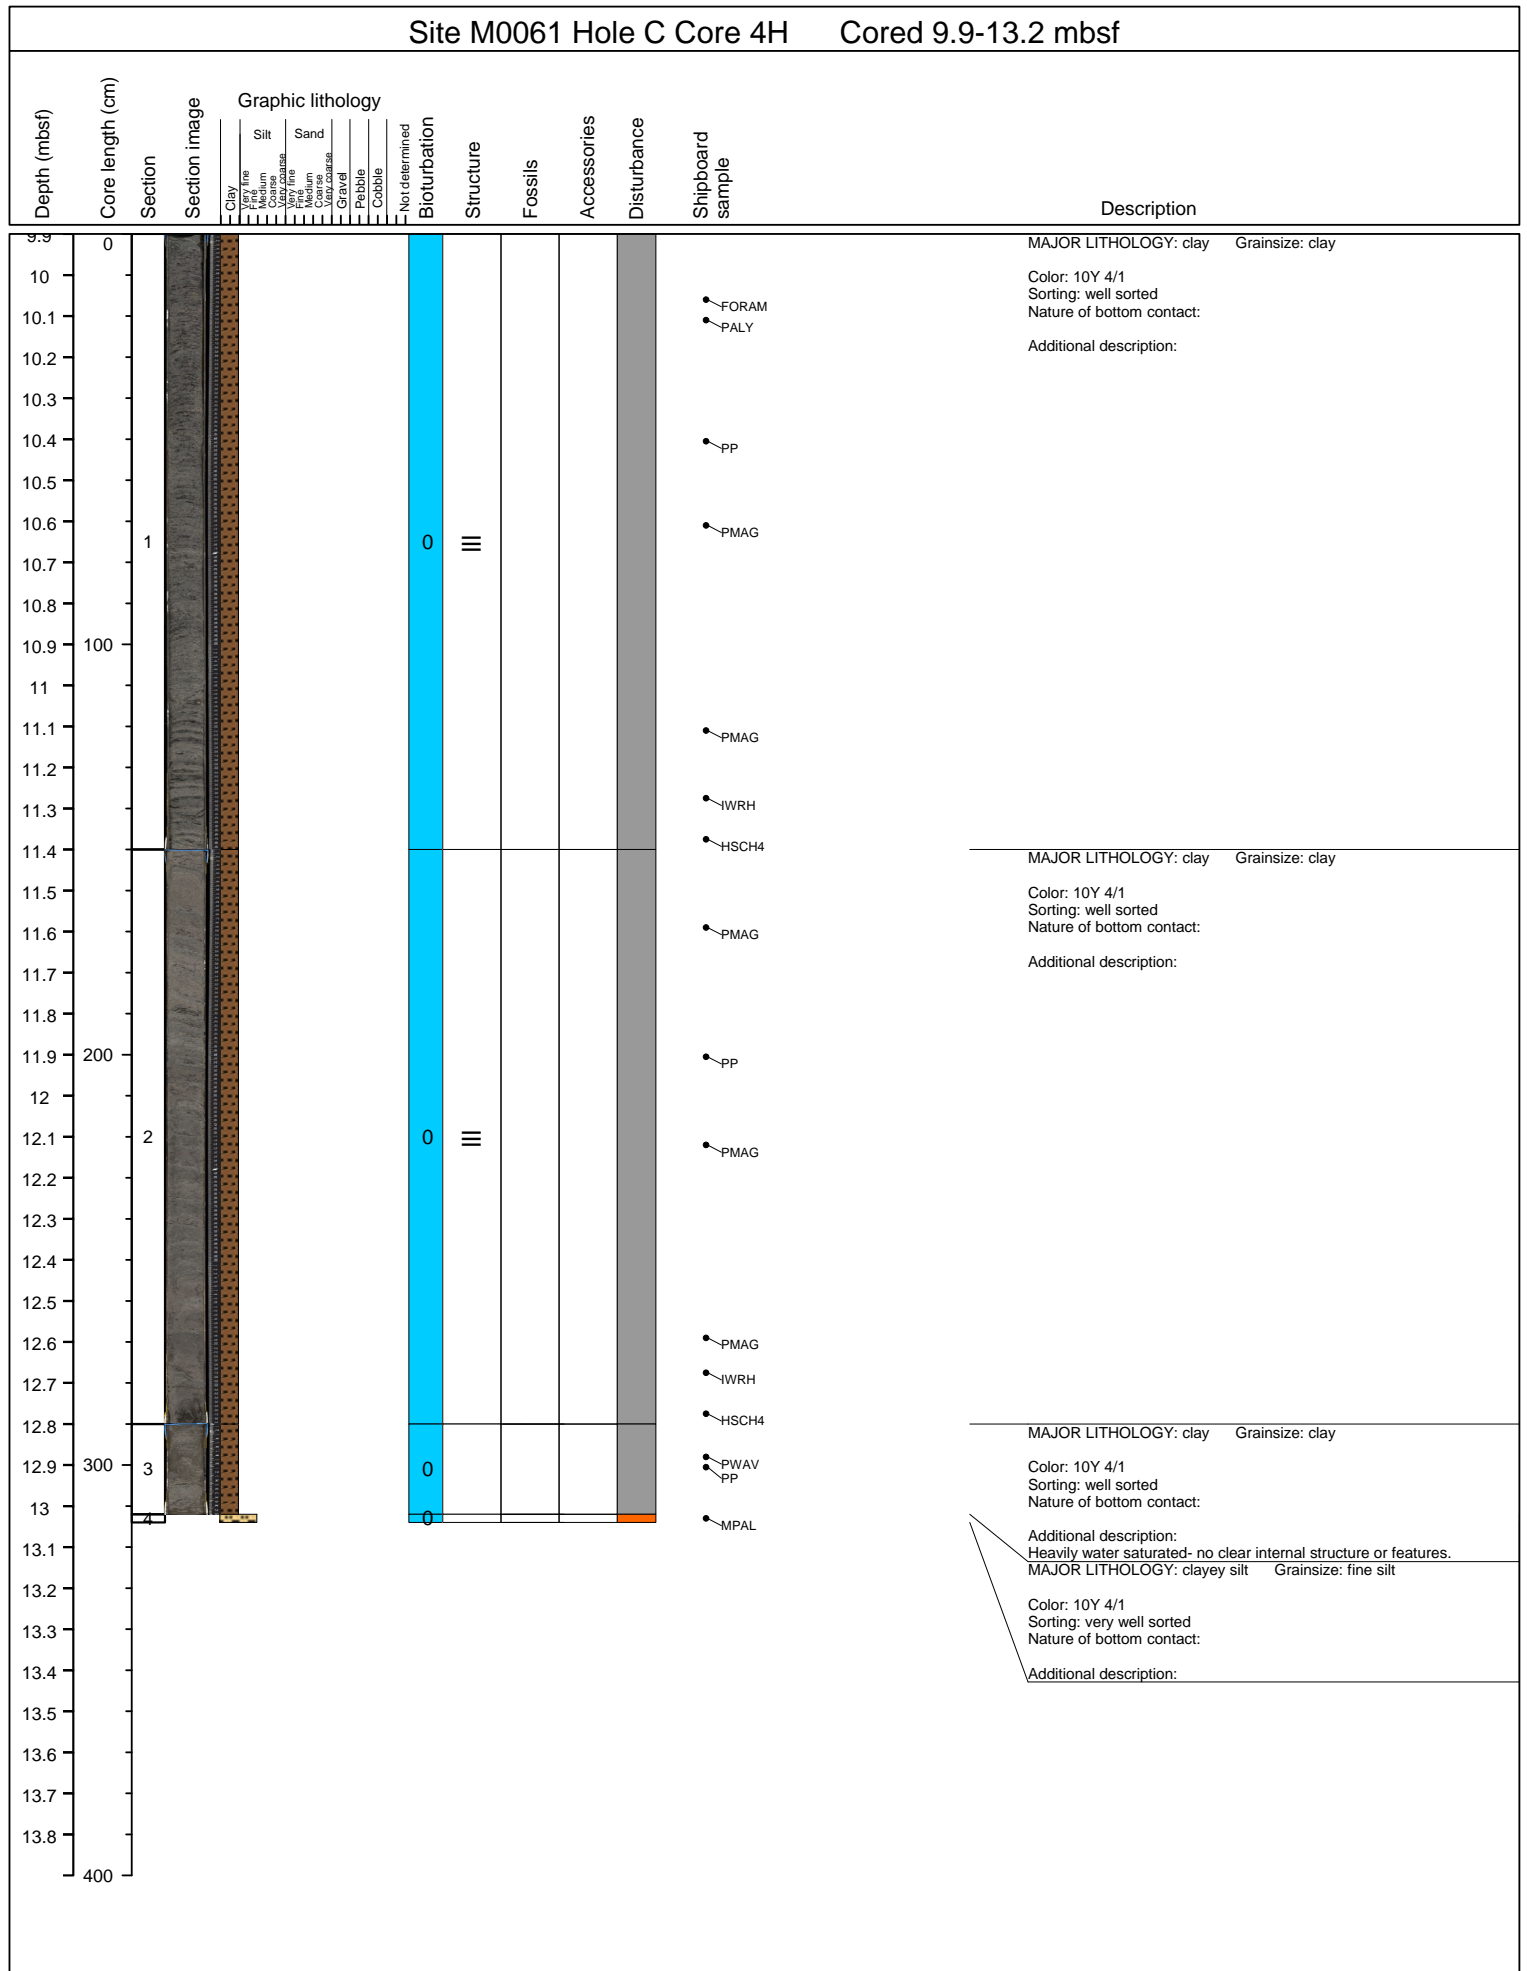 Site M0061 Hole C Core 4H Cored 9.9-13.2 mbsf
Depth (mbsf)
Core length (cm)
Section
Section image
Graphic lithology
Clay
Silt
Very fine
Fine
Medium
Coarse
Very coarse
Sand
Very fine
Fine
Medium
Coarse
Very coarse
Gravel
Pebble
Cobble
Not determined
Bioturbation
Structure
Fossils
Accessories
Disturbance
Shipboard
sample
Description
9.9
10
10.1
10.2
10.3
10.4
10.5
10.6
10.7
10.8
10.9
11
11.1
11.2
11.3
11.4
11.5
11.6
11.7
11.8
11.9
12
12.1
12.2
12.3
12.4
12.5
12.6
12.7
12.8
12.9
13
13.1
13.2
13.3
13.4
13.5
13.6
13.7
13.8
0
100
200
300
400
1
2
3
4
0
0
0
0
FORAM
PALY
PP
PMAG
PMAG
IWRH
HSCH4
PMAG
PP
PMAG
PMAG
IWRH
HSCH4
PWAV
PP
MPAL
MAJOR LITHOLOGY: clay Grainsize: clay
Color: 10Y 4/1
Sorting: well sorted
Nature of bottom contact:
Additional description:
MAJOR LITHOLOGY: clay Grainsize: clay
Color: 10Y 4/1
Sorting: well sorted
Nature of bottom contact:
Additional description:
MAJOR LITHOLOGY: clay Grainsize: clay
Color: 10Y 4/1
Sorting: well sorted
Nature of bottom contact:
Additional description:
Heavily water saturated- no clear internal structure or features.
MAJOR LITHOLOGY: clayey silt Grainsize: fine silt
Color: 10Y 4/1
Sorting: very well sorted
Nature of bottom contact:
Additional description: